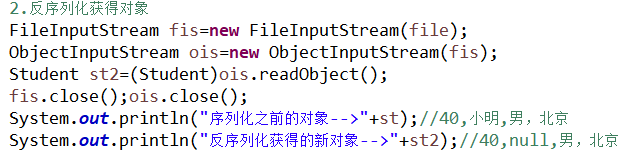 2.反序列化获得对象
FileInputStream fis=new FileInputStream(file);
ObjectInputStream ois=new ObjectInputStream(fis);
Student st2=(Student)ois.readObject();
fis.close();ois.close();
System.out.println("序列化之前的对象-->"+st);//40,小明,男，北京
System.out.println("反序列化获得的新对象-->"+st2);//40,null,男，北京